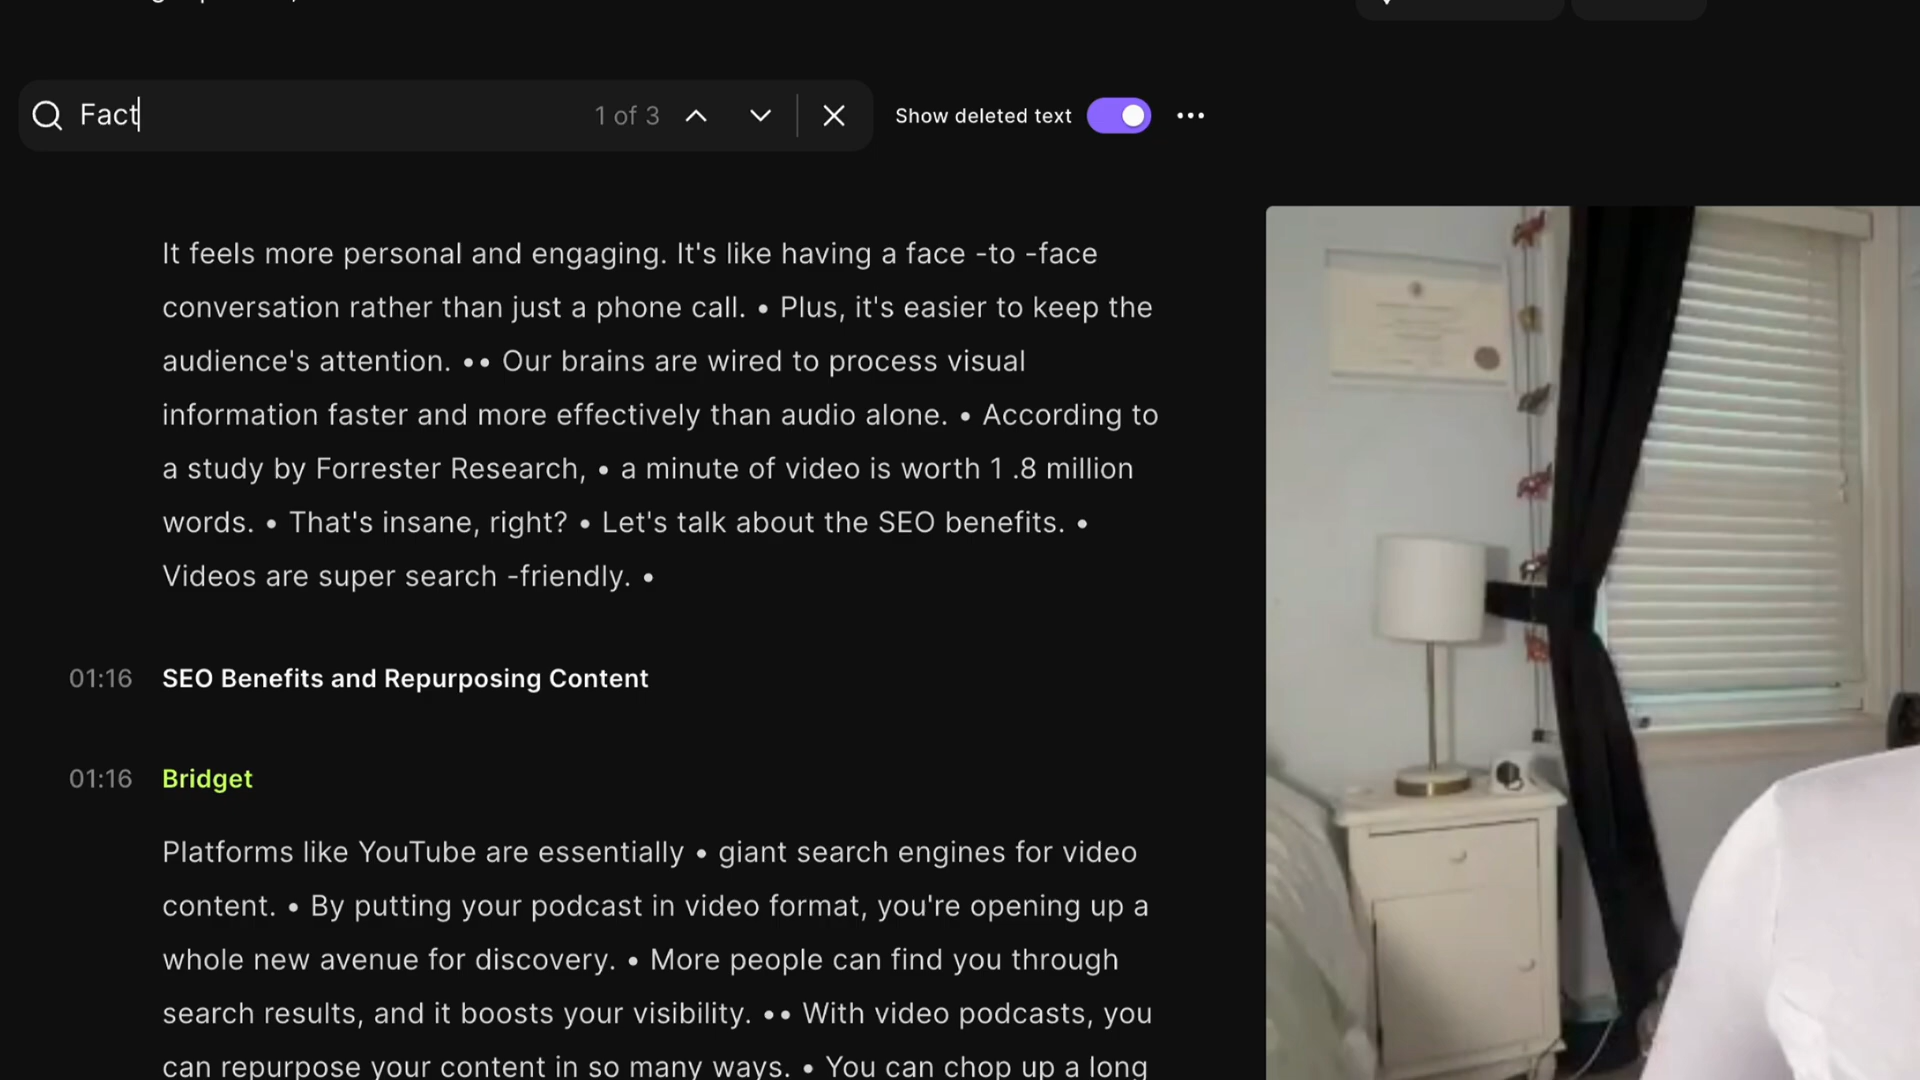 Fact
1 of 3
Show deleted text
It feels more personal and engaging. It's like having a face -to -face
conversation rather than just a phone call. • Plus, it's easier to keep the
audience's attention. •• Our brains are wired to process visual
information faster and more effectively than audio alone. • According to
a study by Forrester Research, • a minute of video is worth 1 .8 million
words. • That's insane, right? • Let's talk about the SEO benefits. •
Videos are super search -friendly. •
01:16 SEO Benefits and Repurposing Content
01:16 Bridget
Platforms like YouTube are essentially • giant search engines for video
content. • By putting your podcast in video format, you're opening up a
whole new avenue for discovery. • More people can find you through
search results, and it boosts your visibility. •• With video podcasts, you
can repurpose your content in so many ways. • You can chop up a long